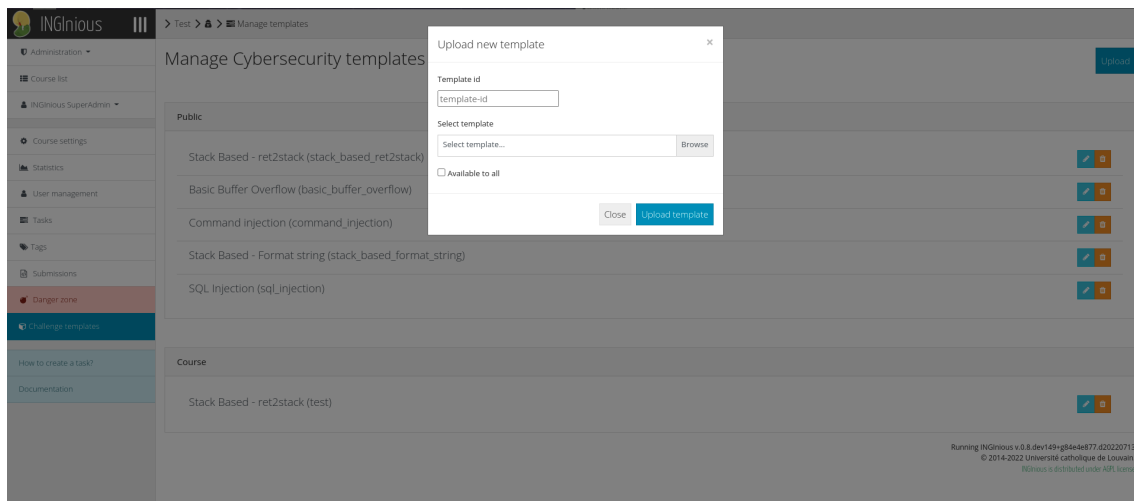 INGInious
Test > > Manage templates
Administration
Course list
INGInious SuperAdmin
Course settings
Statistics
User management
Tasks
Tags
Submissions
Danger zone
Challenge templates
How to create a task?
Documentation
Manage Cybersecurity templates
Upload
Public
Stack Based - ret2stack (stack_based_ret2stack)
Basic Buffer Overflow (basic_buffer_overflow)
Command injection (command_injection)
Stack Based - Format string (stack_based_format_string)
SQL Injection (sql_injection)
Course
Stack Based - ret2stack (test)
Upload new template ×
Template id
template-id
Select template
Select template... Browse
Available to all
Close Upload template
Running INGInious v.0.8.dev149+g84e4e877.d20220713
© 2014-2022 Université catholique de Louvain
INGInious is distributed under AGPL license